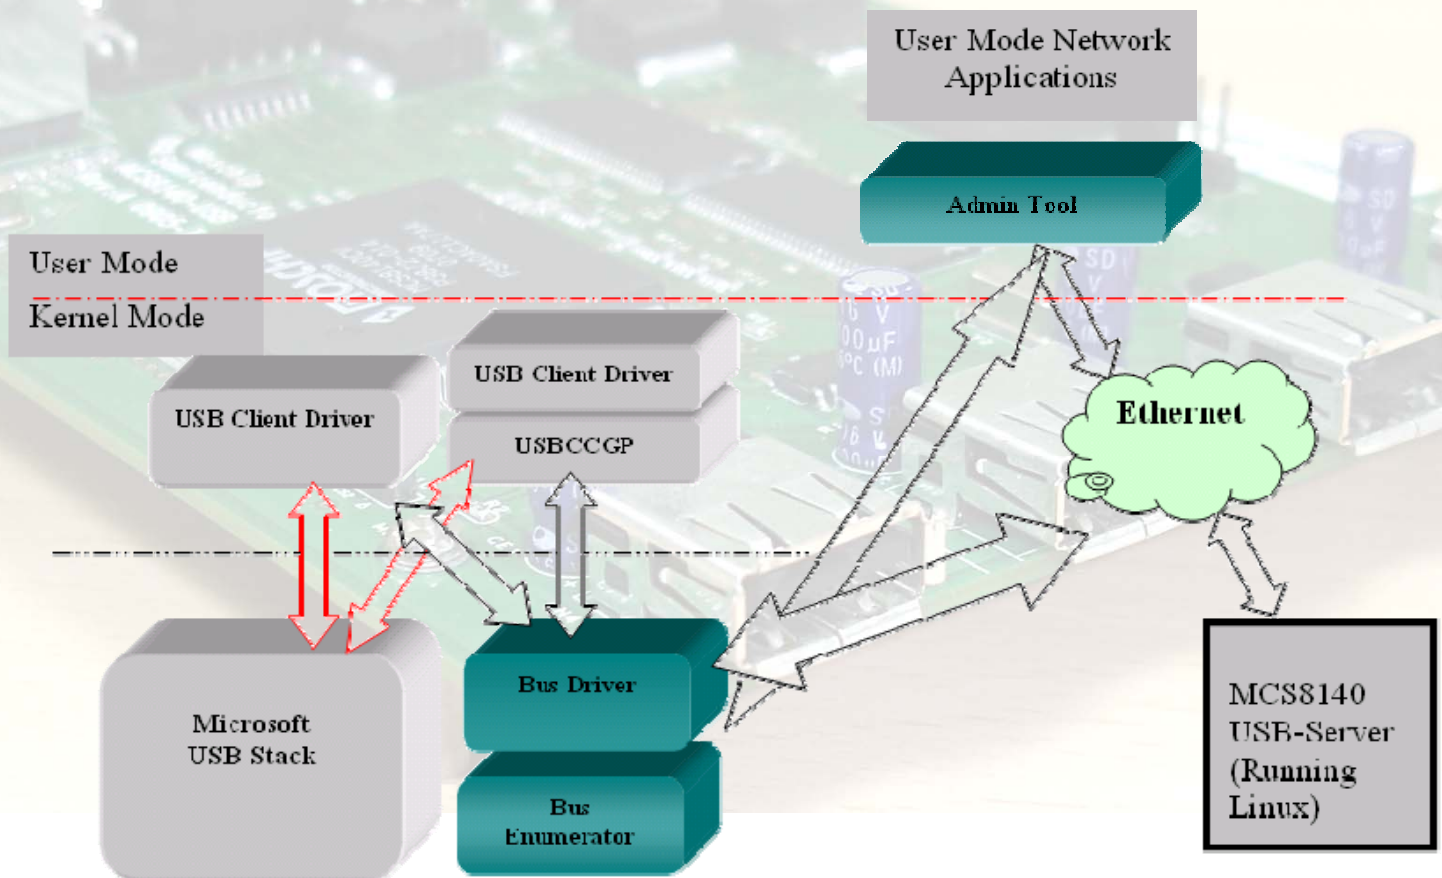 User Mode Network
Applications
Admin Tool
User Mode
Kernel Mode
USB Client Driver
USBCCGP
USB Client Driver
Ethernet
Bus Driver
Microsoft
USB Stack
Bus
Enumerator
MCS8140
USB-Server
(Running
Linux)